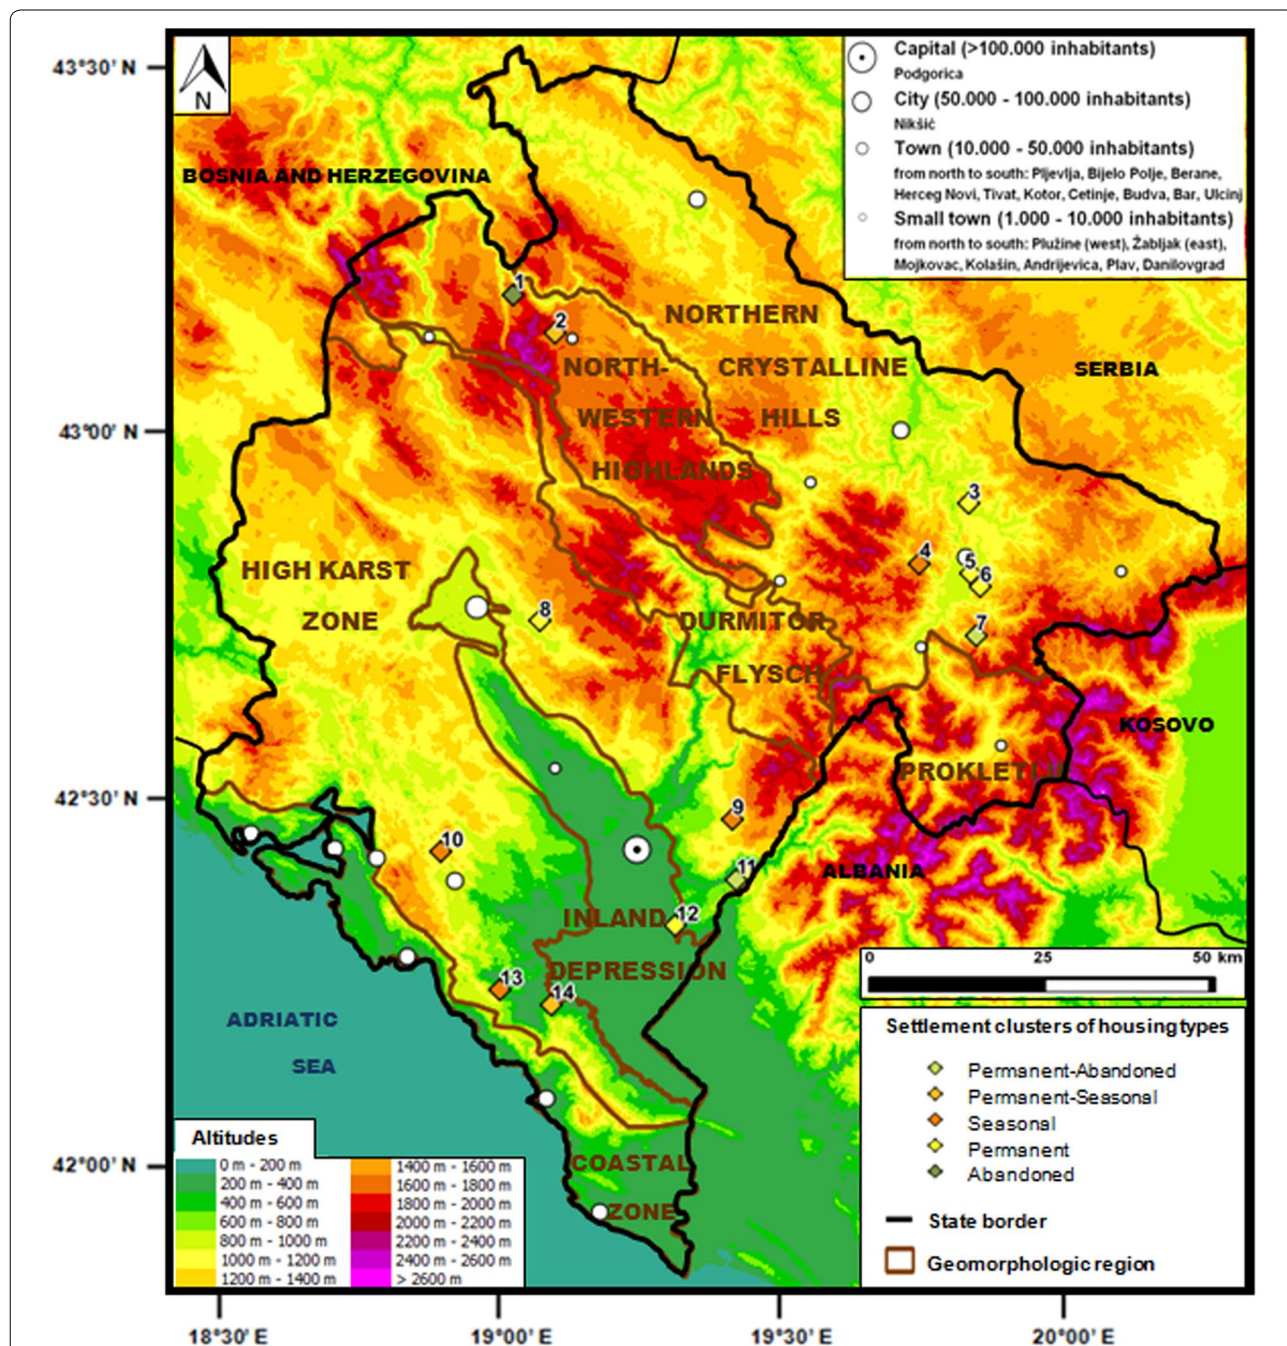 43°30' N
43°00' N
42°30' N
42°00' N
18°30' E
19°00' E
19°30' E
20°00' E
N
Capital (>100.000 inhabitants)
Podgorica
City (50.000 - 100.000 inhabitants)
Nikšić
Town (10.000 - 50.000 inhabitants)
from north to south: Pljevlja, Bijelo Polje, Berane,
Herceg Novi, Tivat, Kotor, Cetinje, Budva, Bar, Ulcinj
Small town (1.000 - 10.000 inhabitants)
from north to south: Plužine (west), Žabljak (east),
Mojkovac, Kolašin, Andrijevica, Plav, Danilovgrad
BOSNIA AND HERZEGOVINA
1
2
NORTHERN
CRYSTALLINE
HILLS
NORTH-
WESTERN
HIGHLANDS
SERBIA
3
4
5
6
7
HIGH KARST
ZONE
8
DURMITOR
FLYSCH
KOSOVO
PROKLETIJE
9
10
11
ALBANIA
12
INLAND
DEPRESSION
13
14
ADRIATIC
SEA
COASTAL
ZONE
0
25
50 km
Settlement clusters of housing types
Permanent-Abandoned
Permanent-Seasonal
Seasonal
Permanent
Abandoned
State border
Geomorphologic region
Altitudes
0 m - 200 m
200 m - 400 m
400 m - 600 m
600 m - 800 m
800 m - 1000 m
1000 m - 1200 m
1200 m - 1400 m
1400 m - 1600 m
1600 m - 1800 m
1800 m - 2000 m
2000 m - 2200 m
2200 m - 2400 m
2400 m - 2600 m
> 2600 m